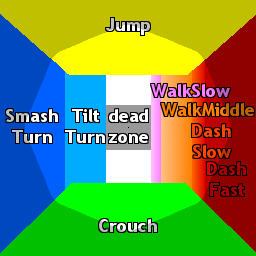 Jump
Smash
Turn
Tilt
Turn
dead
zone
WalkSlow
WalkMiddle
Dash
Slow
Dash
Fast
Crouch